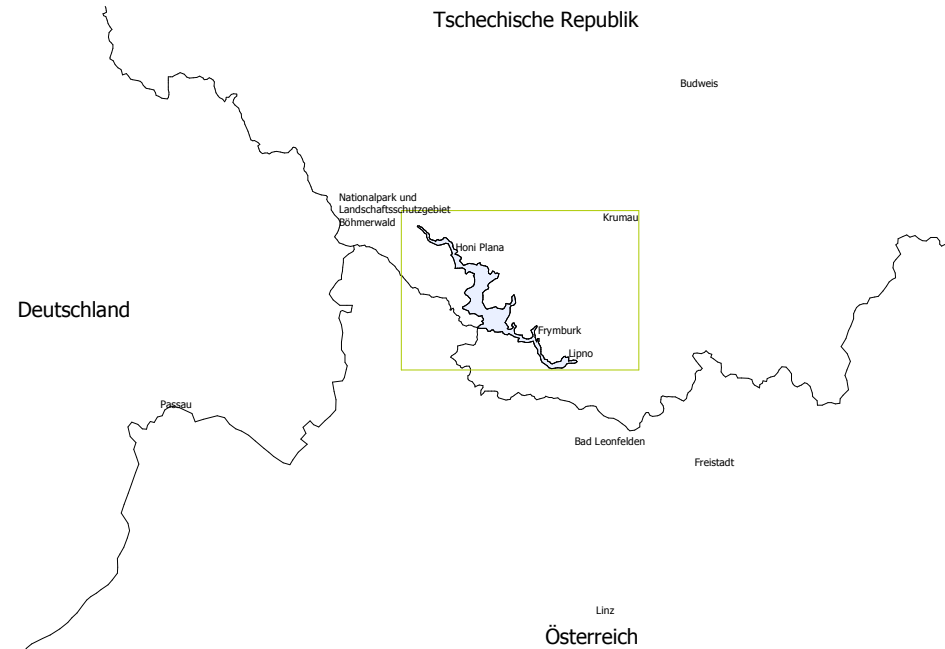 Tschechische Republik
Budweis
Nationalpark und
Landschaftsschutzgebiet
Böhmerwald
Krumau
Honi Plana
Deutschland
Frymburk
Lipno
Passau
Bad Leonfelden
Freistadt
Linz
Österreich